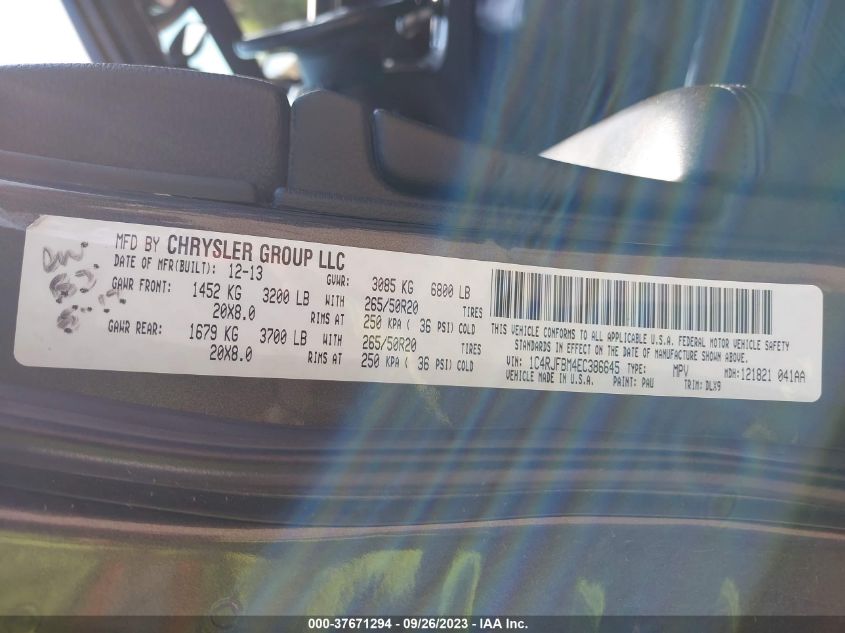 MFD BY CHRYSLER GROUP LLC
DATE OF MFR(BUILT): 12-13 GVWR: 3085 KG 6800 LB
GAWR FRONT: 1452 KG 3200 LB WITH 265/50R20 TIRES
20X8.0 RIMS AT 250 KPA ( 36 PSI) COLD
GAWR REAR: 1679 KG 3700 LB WITH 265/50R20 TIRES
20X8.0 RIMS AT 250 KPA ( 36 PSI) COLD
THIS VEHICLE CONFORMS TO ALL APPLICABLE U.S.A. FEDERAL MOTOR VEHICLE SAFETY
STANDARDS IN EFFECT ON THE DATE OF MANUFACTURE SHOWN ABOVE.
VIN: 1C4RJFBM4EC386645 TYPE: MPV MDH: 121821 041AA
VEHICLE MADE IN U.S.A. PAINT: PAU TRIM: DLX9
000-37671294 - 09/26/2023 - IAA Inc.